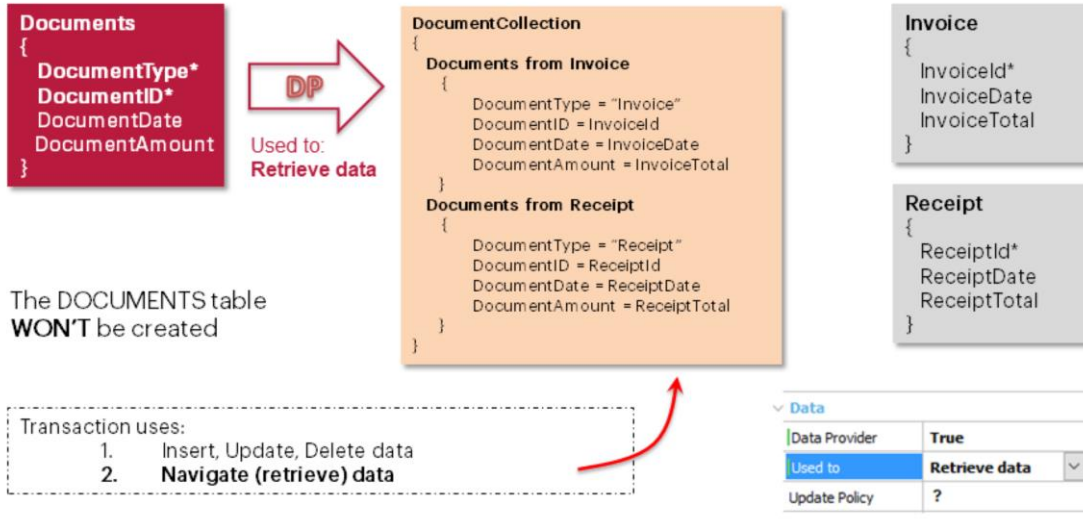 Documents
{
DocumentType*
DocumentID*
DocumentDate
DocumentAmount
}
DP
Used to:
Retrieve data
DocumentCollection
{
Documents from Invoice
{
DocumentType = "Invoice"
DocumentID = InvoiceId
DocumentDate = InvoiceDate
DocumentAmount = InvoiceTotal
}
Documents from Receipt
{
DocumentType = "Receipt"
DocumentID = ReceiptId
DocumentDate = ReceiptDate
DocumentAmount = ReceiptTotal
}
}
Invoice
{
InvoiceId*
InvoiceDate
InvoiceTotal
}
Receipt
{
ReceiptId*
ReceiptDate
ReceiptTotal
}
The DOCUMENTS table
WON'T be created
Transaction uses:
1. Insert, Update, Delete data
2. Navigate (retrieve) data
Data
Data Provider True
Used to Retrieve data
Update Policy ?